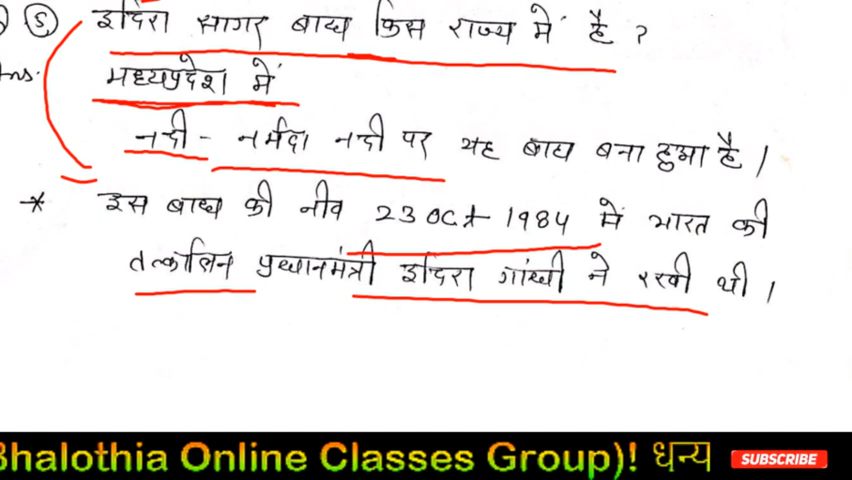 5. इंदिरा सागर बाध्य किस राज्य में है ?
Ans. मध्यप्रदेश में
नदी - नर्मदा नदी पर यह बाध्य बना हुआ है।
* इस बाध्य की नीव 23 OCT 1984 में भारत की
तत्कालिन प्रधानमंत्री इंदिरा गांधी ने रखी थी।
Bhalothia Online Classes Group)! धन्य
SUBSCRIBE